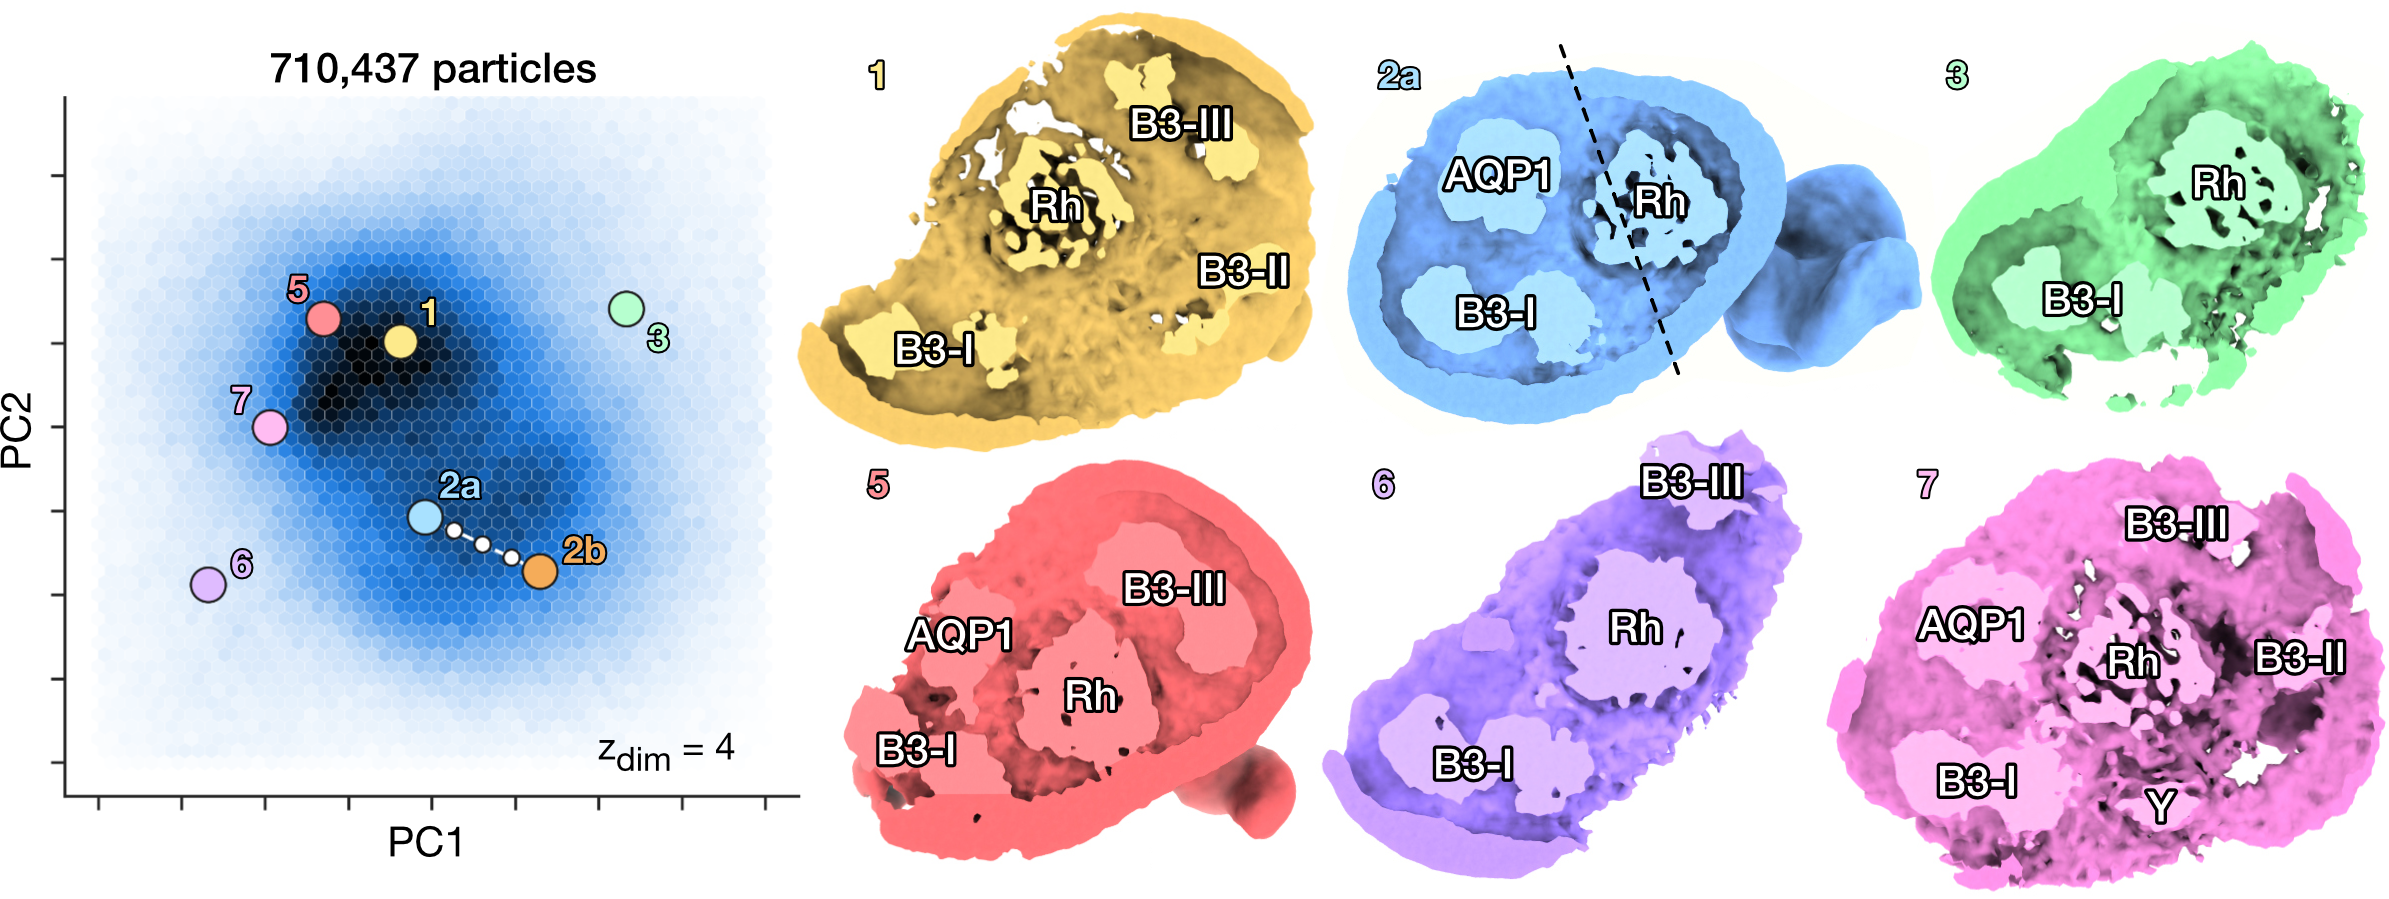 710,437 particles
PC2
PC1
z_dim = 4
5
1
3
7
2a
2b
6
1
B3-III
Rh
B3-II
B3-I
2a
AQP1
Rh
B3-I
3
Rh
B3-I
5
B3-III
AQP1
Rh
B3-I
6
B3-III
Rh
B3-I
7
B3-III
AQP1
Rh
B3-II
B3-I
Y